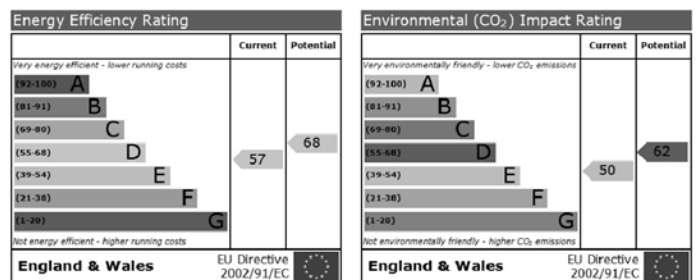 Energy Efficiency Rating
Current Potential
Very energy efficient - lower running costs
(92-100) A
(81-91) B
(69-80) C
(55-68) D
(39-54) E
(21-38) F
(1-20) G
57
68
Not energy efficient - higher running costs
England & Wales
EU Directive
2002/91/EC
Environmental (CO₂) Impact Rating
Current Potential
Very environmentally friendly - lower CO₂ emissions
(92-100) A
(81-91) B
(69-80) C
(55-68) D
(39-54) E
(21-38) F
(1-20) G
50
62
Not environmentally friendly - higher CO₂ emissions
England & Wales
EU Directive
2002/91/EC